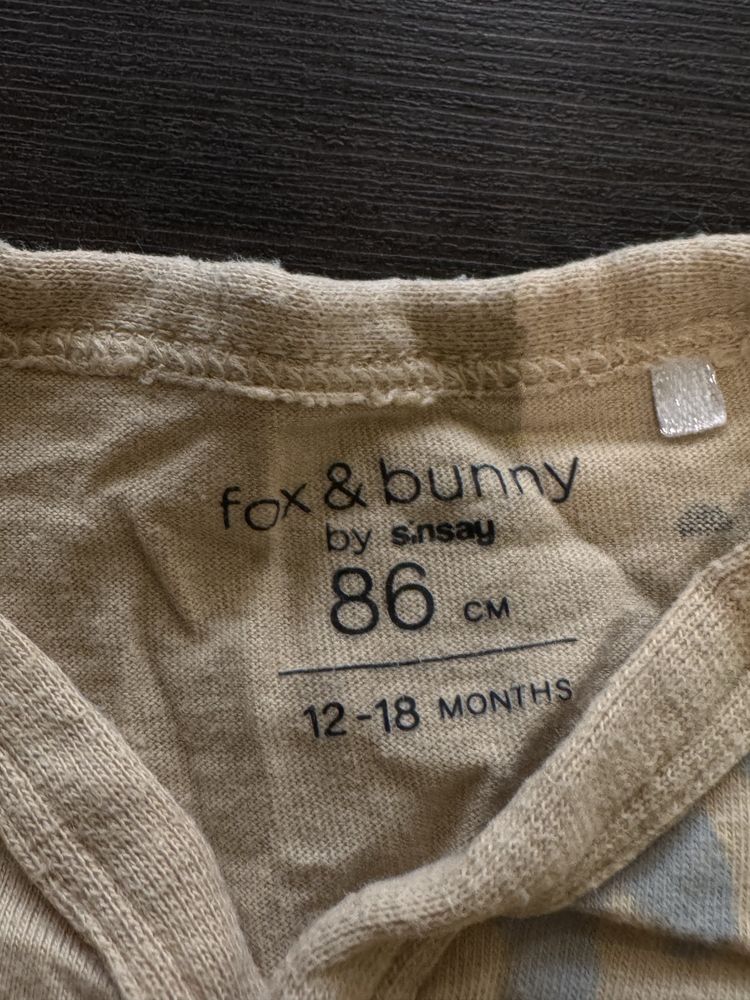 fox & bunny
by sinsay
86 CM
12-18 MONTHS